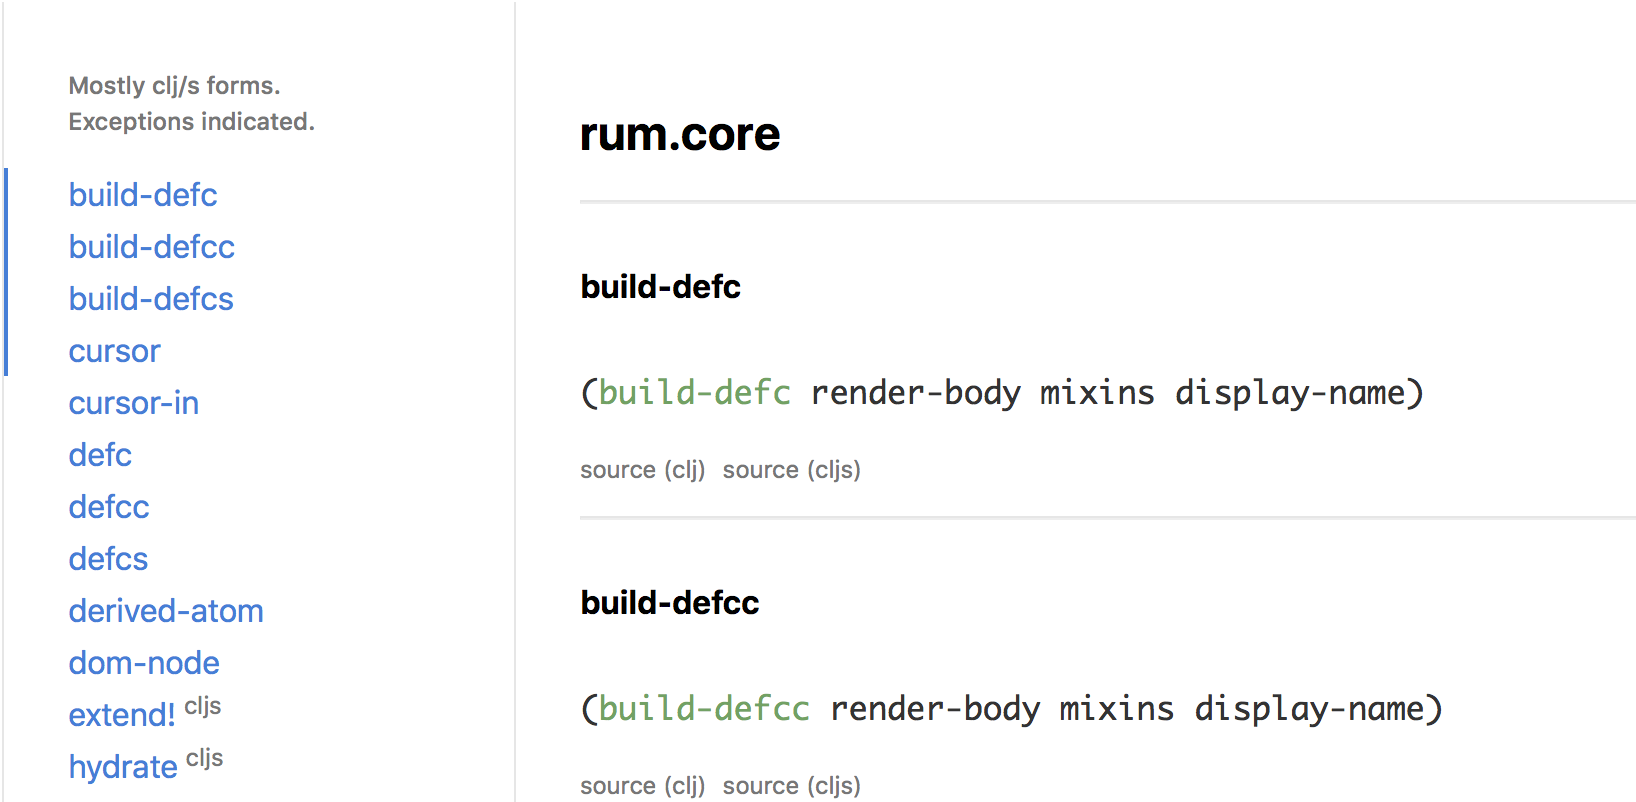 Mostly clj/s forms.
Exceptions indicated.
build-defc
build-defcc
build-defcs
cursor
cursor-in
defc
defcc
defcs
derived-atom
dom-node
extend! cljs
hydrate cljs
rum.core
build-defc
(build-defc render-body mixins display-name)
source (clj) source (cljs)
build-defcc
(build-defcc render-body mixins display-name)
source (clj) source (cljs)